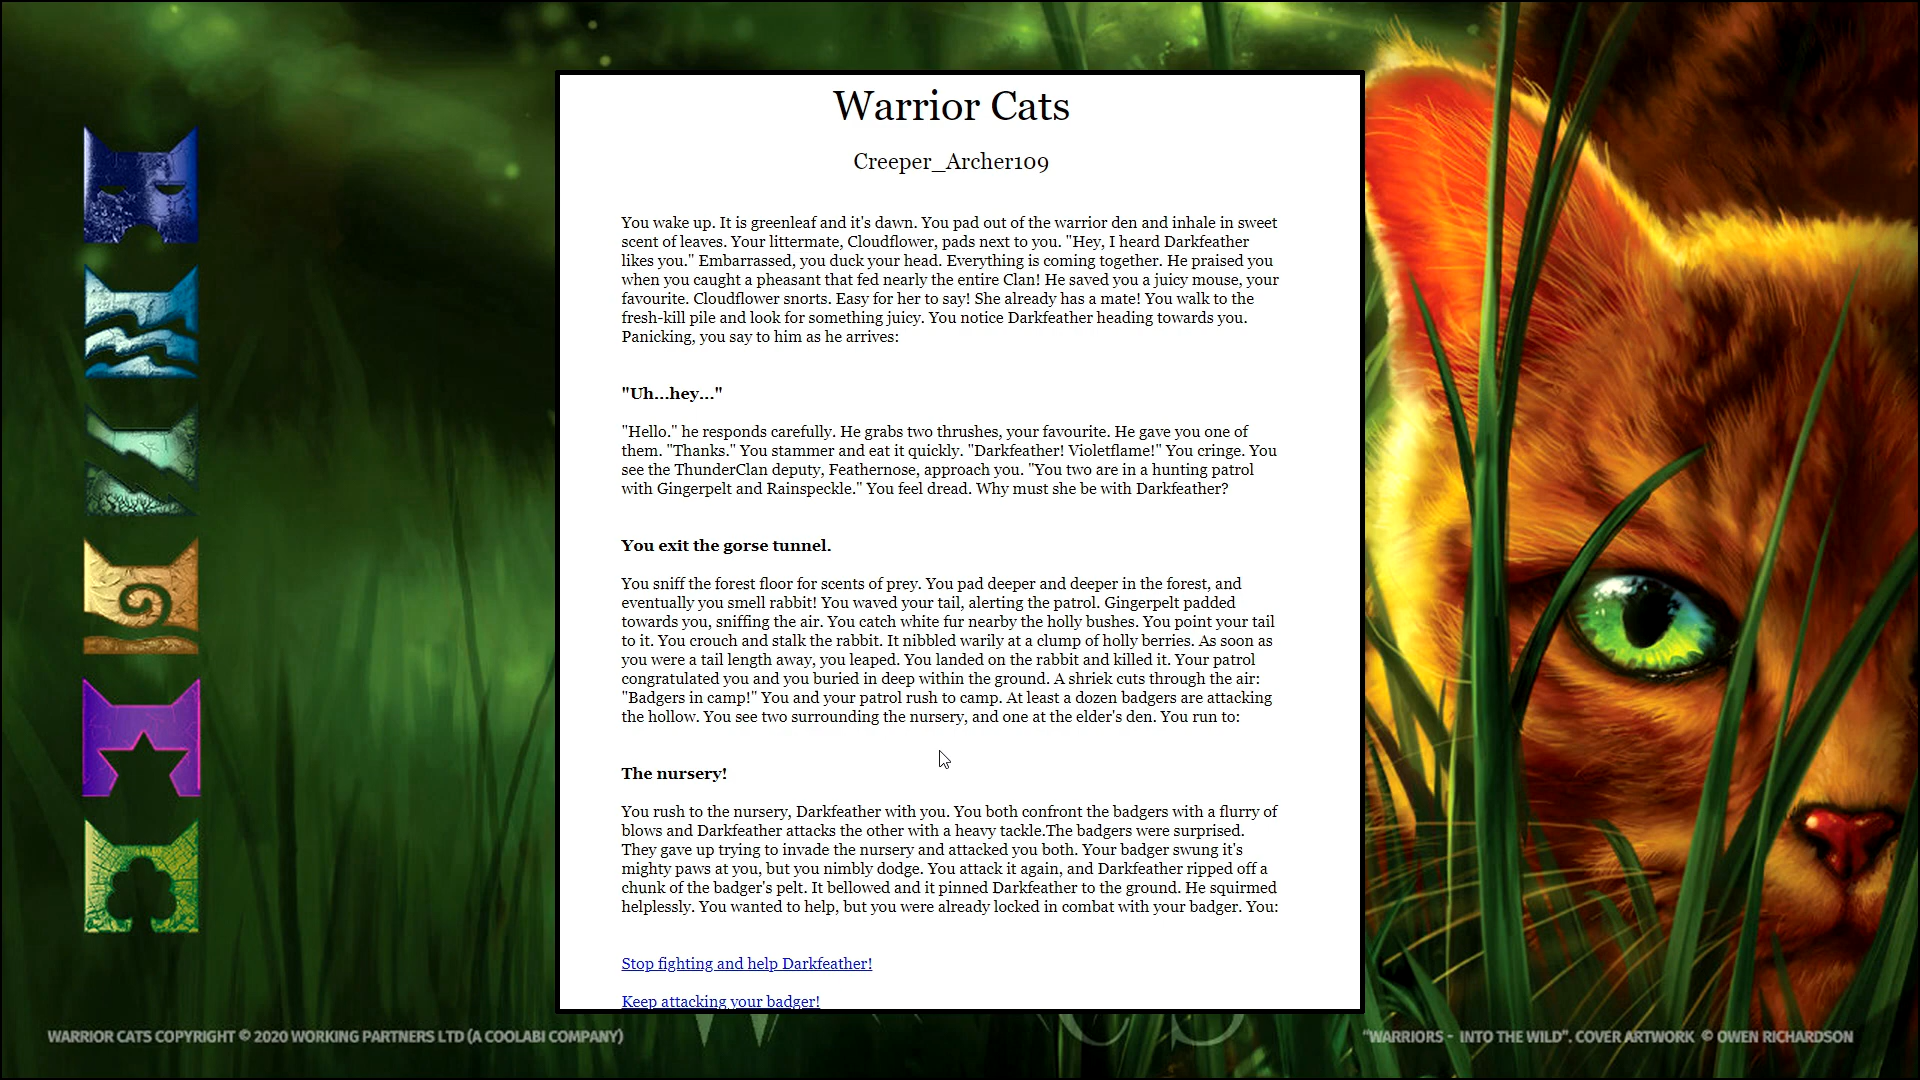 Warrior Cats
Creeper_Archer109
You wake up. It is greenleaf and it's dawn. You pad out of the warrior den and inhale in sweet
scent of leaves. Your littermate, Cloudflower, pads next to you. "Hey, I heard Darkfeather
likes you." Embarrassed, you duck your head. Everything is coming together. He praised you
when you caught a pheasant that fed nearly the entire Clan! He saved you a juicy mouse, your
favourite. Cloudflower snorts. Easy for her to say! She already has a mate! You walk to the
fresh-kill pile and look for something juicy. You notice Darkfeather heading towards you.
Panicking, you say to him as he arrives:
"Uh...hey..."
"Hello." he responds carefully. He grabs two thrushes, your favourite. He gave you one of
them. "Thanks." You stammer and eat it quickly. "Darkfeather! Violetflame!" You cringe. You
see the ThunderClan deputy, Feathernose, approach you. "You two are in a hunting patrol
with Gingerpelt and Rainspeckle." You feel dread. Why must she be with Darkfeather?
You exit the gorse tunnel.
You sniff the forest floor for scents of prey. You pad deeper and deeper in the forest, and
eventually you smell rabbit! You waved your tail, alerting the patrol. Gingerpelt padded
towards you, sniffing the air. You catch white fur nearby the holly bushes. You point your tail
to it. You crouch and stalk the rabbit. It nibbled warily at a clump of holly berries. As soon as
you were a tail length away, you leaped. You landed on the rabbit and killed it. Your patrol
congratulated you and you buried in deep within the ground. A shriek cuts through the air:
"Badgers in camp!" You and your patrol rush to camp. At least a dozen badgers are attacking
the hollow. You see two surrounding the nursery, and one at the elder's den. You run to:
The nursery!
You rush to the nursery, Darkfeather with you. You both confront the badgers with a flurry of
blows and Darkfeather attacks the other with a heavy tackle.The badgers were surprised.
They gave up trying to invade the nursery and attacked you both. Your badger swung it's
mighty paws at you, but you nimbly dodge. You attack it again, and Darkfeather ripped off a
chunk of the badger's pelt. It bellowed and it pinned Darkfeather to the ground. He squirmed
helplessly. You wanted to help, but you were already locked in combat with your badger. You:
Stop fighting and help Darkfeather!
Keep attacking your badger!
WARRIOR CATS COPYRIGHT © 2020 WORKING PARTNERS LTD (A COOLABI COMPANY)
"WARRIORS - INTO THE WILD". COVER ARTWORK © OWEN RICHARDSON